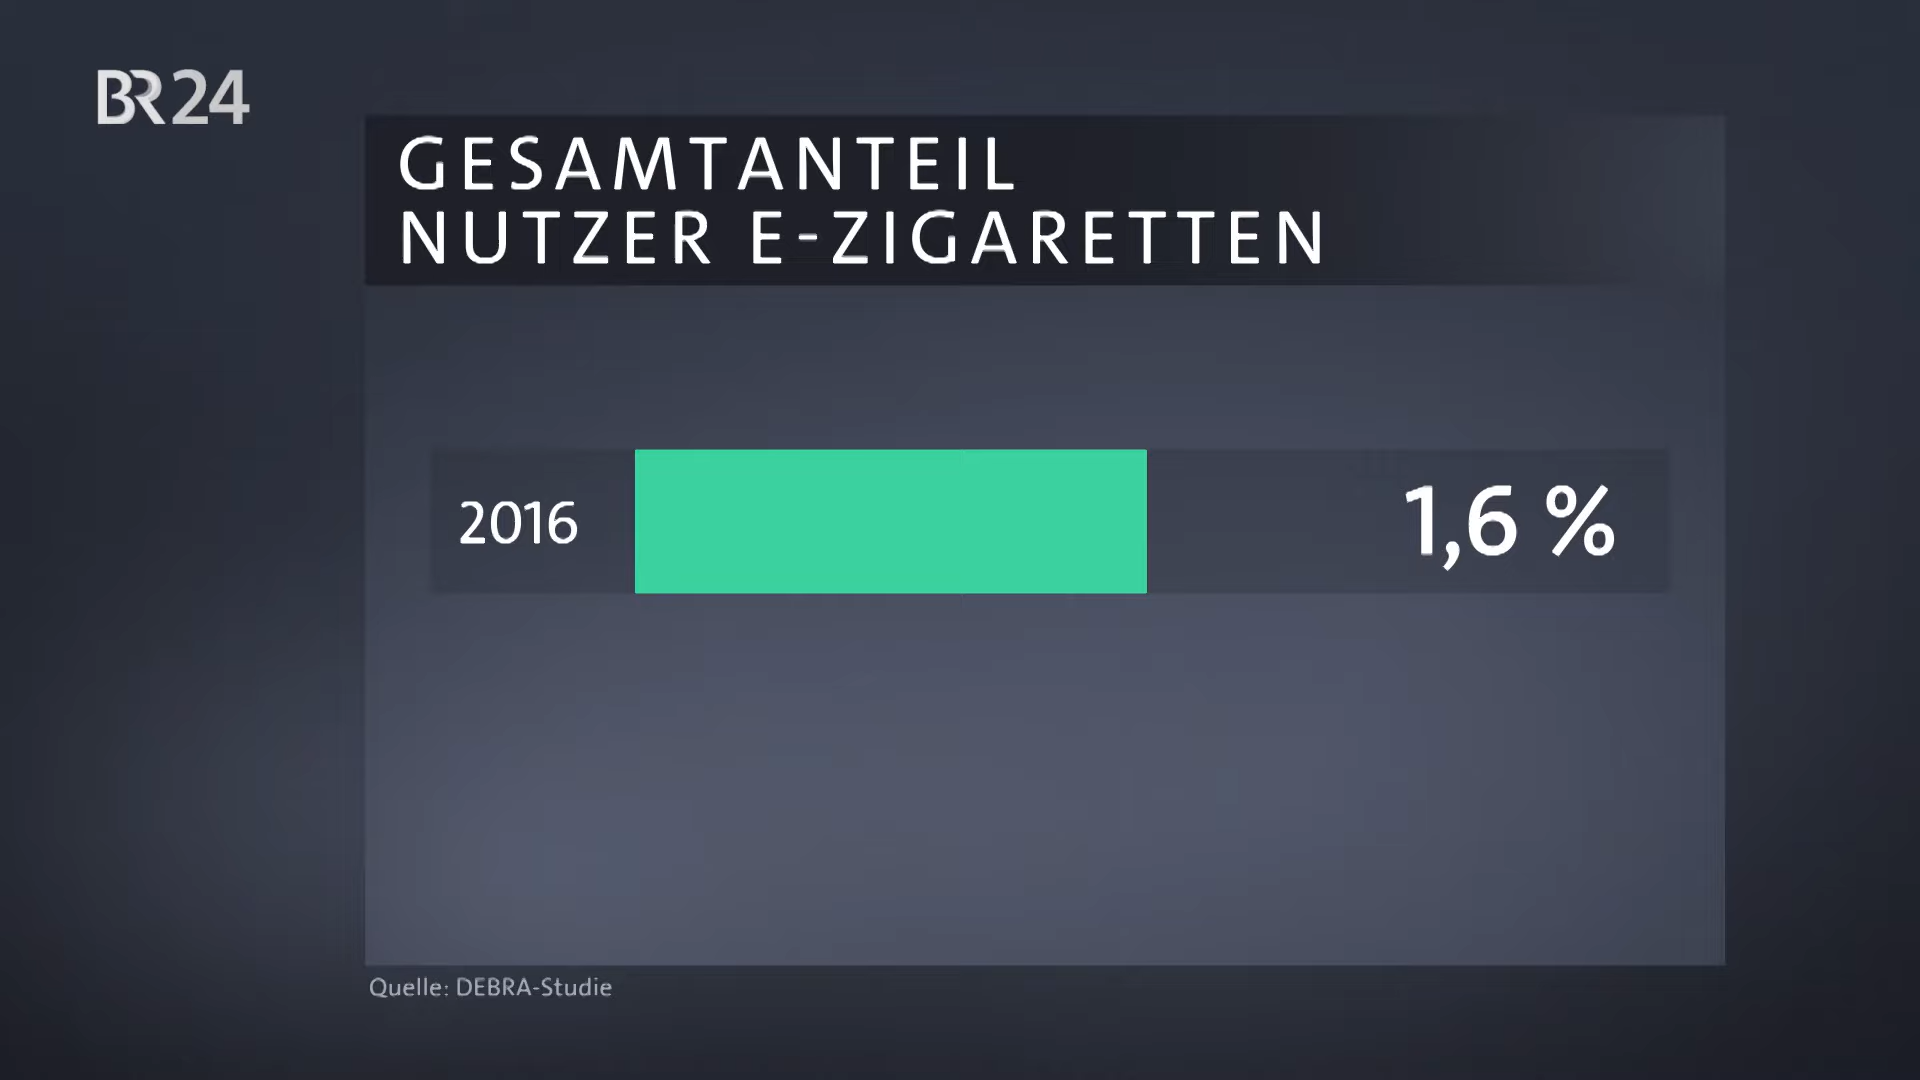 BR24
GESAMTANTEIL
NUTZER E-ZIGARETTEN
2016 1,6 %
Quelle: DEBRA-Studie